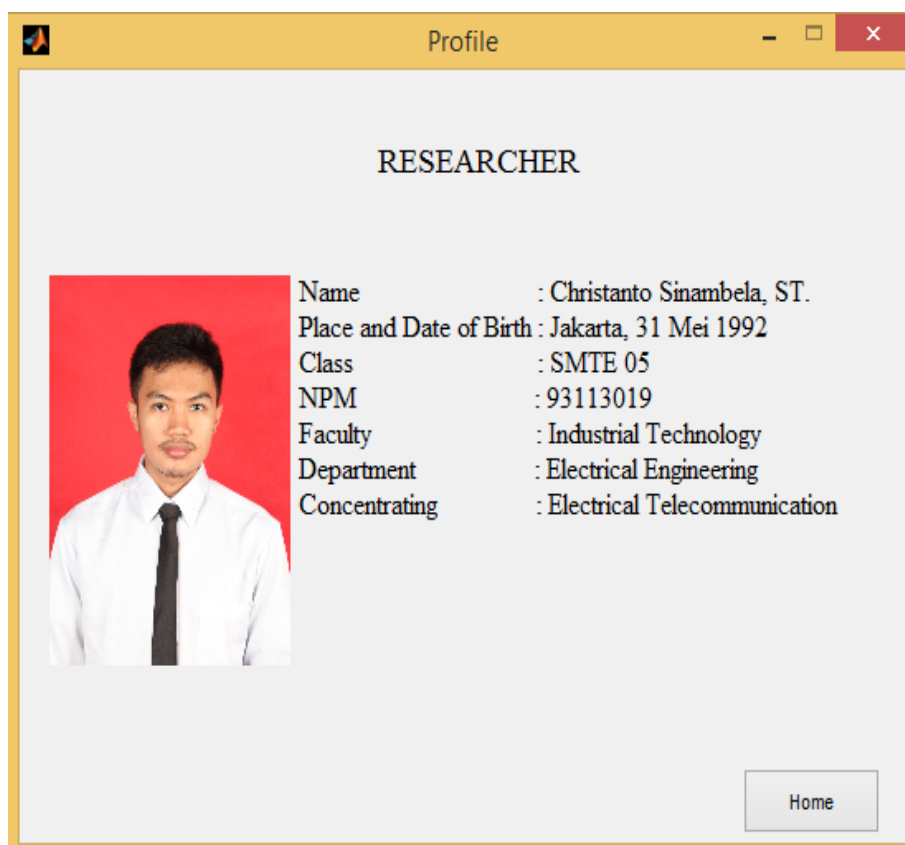 Profile
RESEARCHER
Name : Christanto Sinambela, ST.
Place and Date of Birth : Jakarta, 31 Mei 1992
Class : SMTE 05
NPM : 93113019
Faculty : Industrial Technology
Department : Electrical Engineering
Concentrating : Electrical Telecommunication
Home